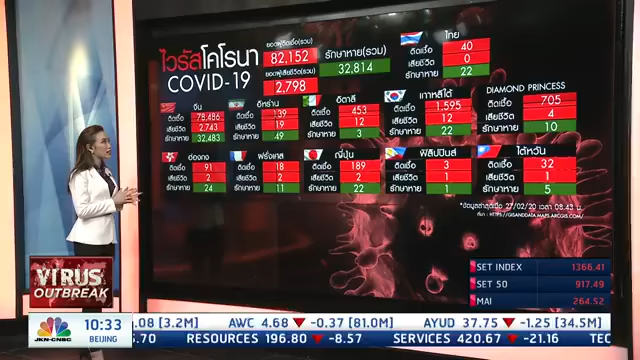 ไวรัสโคโรนา
COVID-19
ยอดผู้ติดเชื้อ(รวม)
82,152
ยอดผู้เสียชีวิต(รวม)
2,798
รักษาหาย(รวม)
32,814
ไทย
ติดเชื้อ 40
เสียชีวิต 0
รักษาหาย 22
จีน
ติดเชื้อ 78,486
เสียชีวิต 2,743
รักษาหาย 32,483
อิหร่าน
ติดเชื้อ 139
เสียชีวิต 19
รักษาหาย 49
อิตาลี
ติดเชื้อ 453
เสียชีวิต 12
รักษาหาย 3
เกาหลีใต้
ติดเชื้อ 1,595
เสียชีวิต 12
รักษาหาย 22
DIAMOND PRINCESS
ติดเชื้อ 705
เสียชีวิต 4
รักษาหาย 10
ฮ่องกง
ติดเชื้อ 91
เสียชีวิต 2
รักษาหาย 24
ฝรั่งเศส
ติดเชื้อ 18
เสียชีวิต 2
รักษาหาย 11
ญี่ปุ่น
ติดเชื้อ 189
เสียชีวิต 2
รักษาหาย 22
ฟิลิปปินส์
ติดเชื้อ 3
เสียชีวิต 1
รักษาหาย 1
ไต้หวัน
ติดเชื้อ 32
เสียชีวิต 1
รักษาหาย 5
*ข้อมูลล่าสุดเมื่อ 27/02/20 เวลา 08.43 น.
ที่มา : HTTPS://GISANDDATA.MAPS.ARCGIS.COM/
VIRUS
OUTBREAK
SET INDEX 1366.41
SET 50 917.49
MAI 264.52
JKN-CNBC
10:33
BEIJING
.08 [3.2M] AWC 4.68 ▼ -0.37 [81.0M] AYUD 37.75 ▼ -1.25 [34.5M]
5.70 RESOURCES 196.80 ▼ -8.57 SERVICES 420.67 ▼ -21.16 TEC